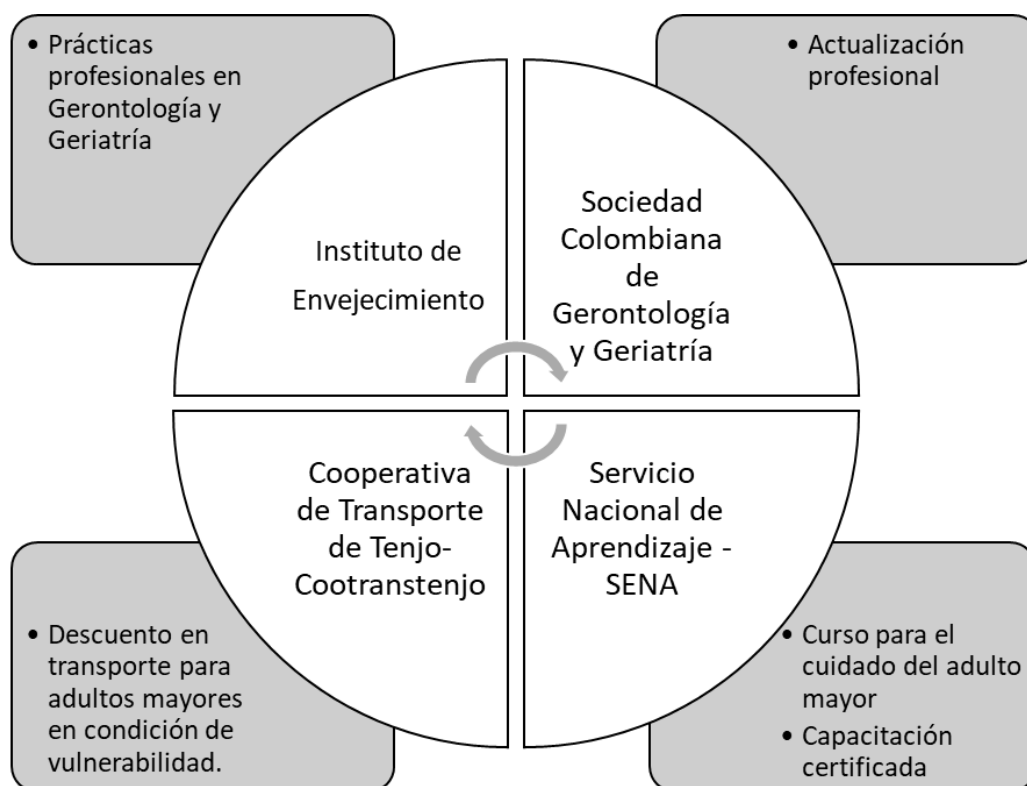 • Prácticas
profesionales en
Gerontología y
Geriatría
• Actualización
profesional
Instituto de
Envejecimiento
Sociedad
Colombiana
de
Gerontología
y Geriatría
Cooperativa
de Transporte
de Tenjo-
Cootranstenjo
Servicio
Nacional de
Aprendizaje -
SENA
• Descuento en
transporte para
adultos mayores
en condición de
vulnerabilidad.
• Curso para el
cuidado del adulto
mayor
• Capacitación
certificada